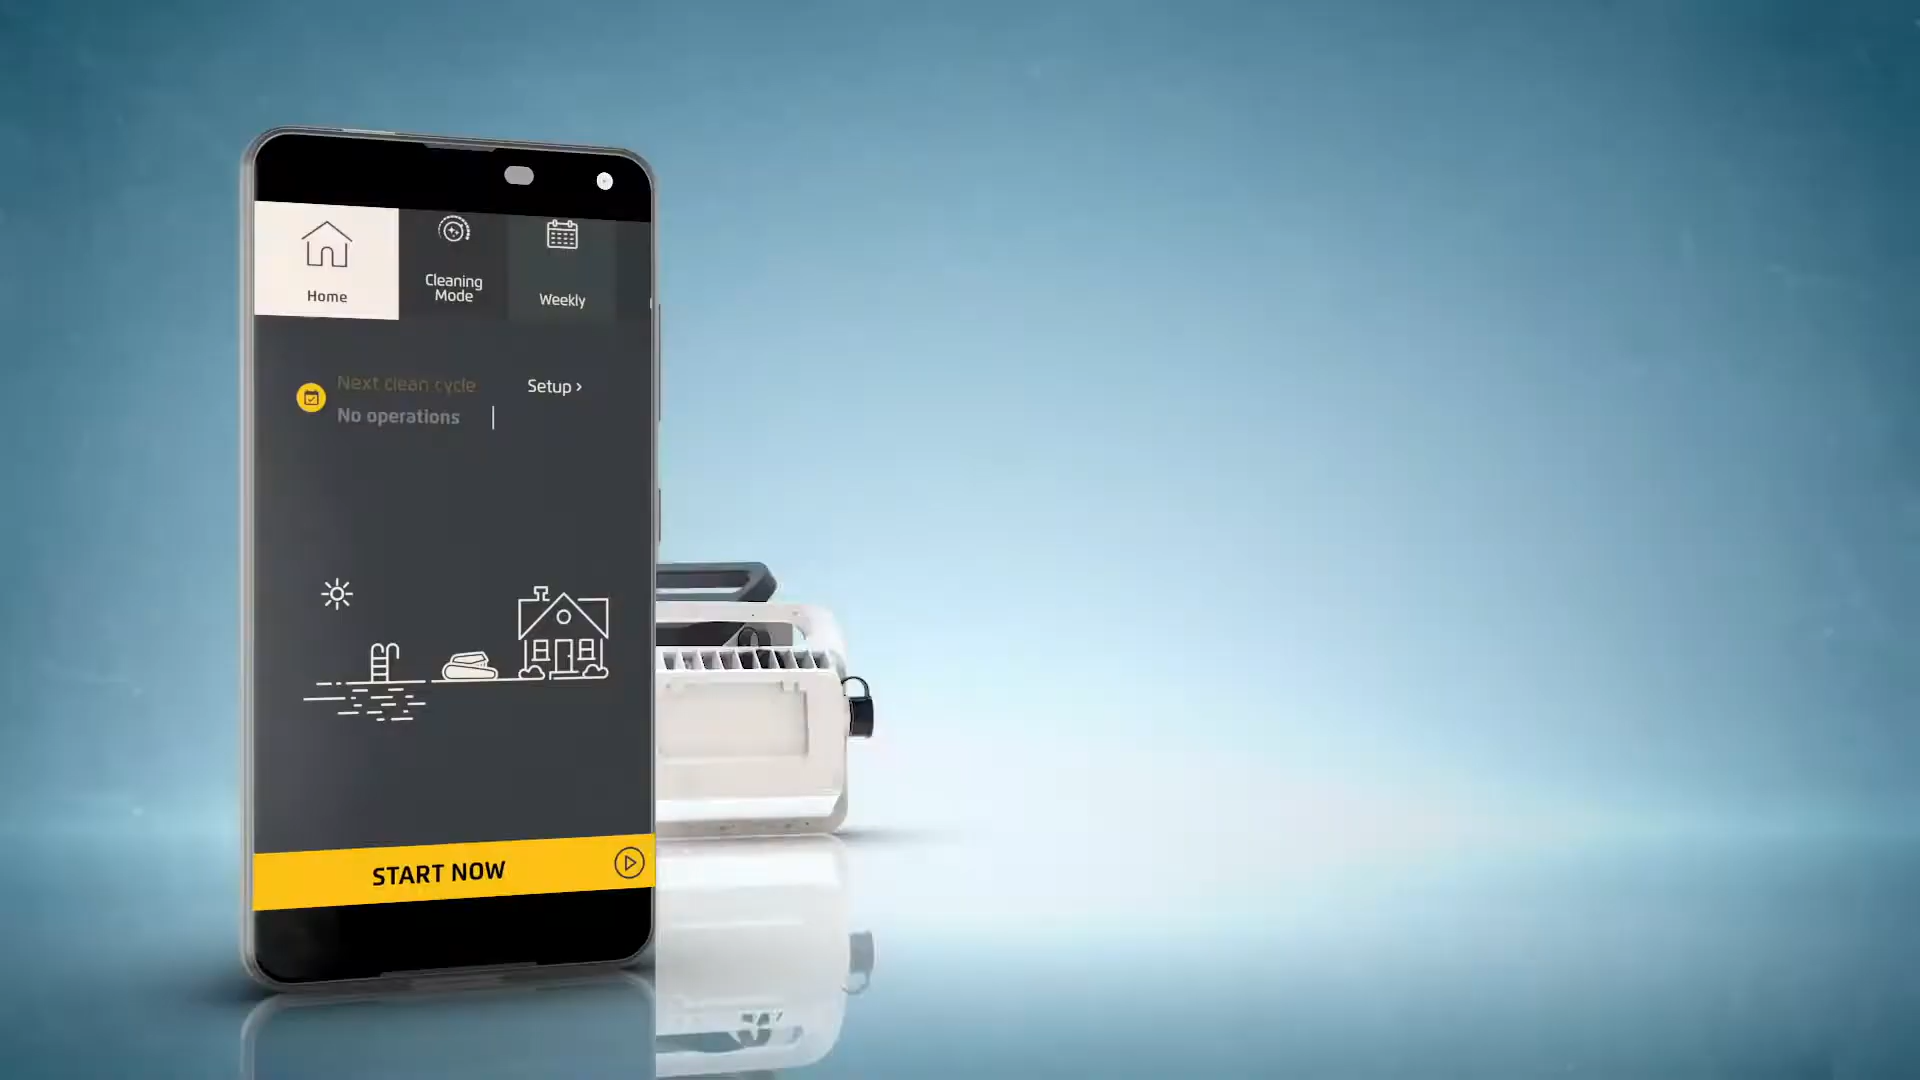 Home
Cleaning
Mode
Weekly
Next clean cycle
Setup ›
No operations
START NOW